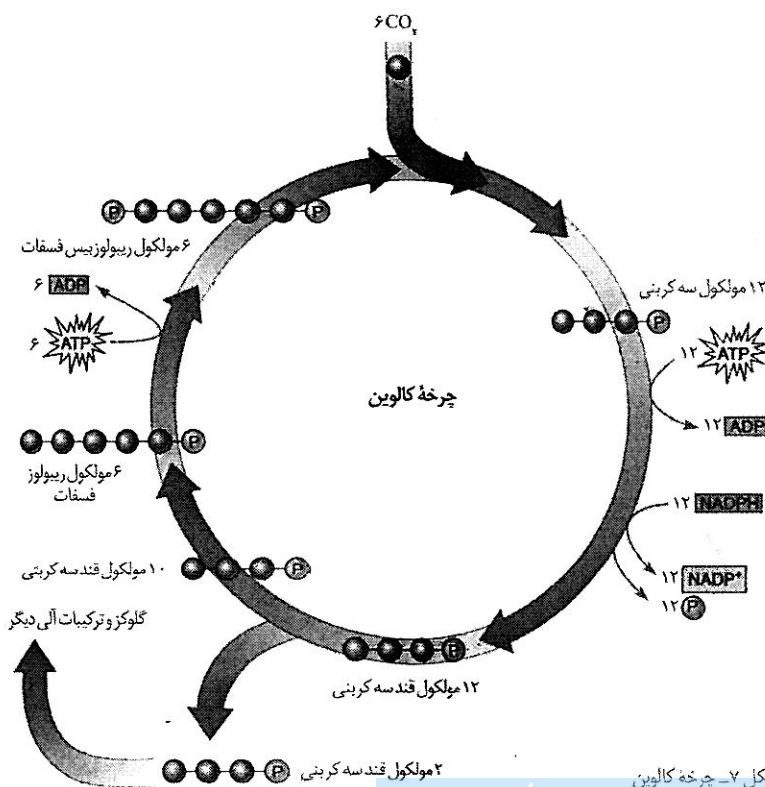 ۶CO۲
P P
۶ مولکول ریبولوزبیس فسفات
۶ ADP
۶ ATP
۱۲ مولکول سه کربنی
P
۱۲ ATP
۱۲ ADP
چرخهٔ کالوین
P
۶ مولکول ریبولوز
فسفات
۱۲ NADPH
۱۲ NADP⁺
۱۲ P
۱۰ مولکول قند سه کربنی
P
گلوکز و ترکیبات آلی دیگر
P
۱۲ مولکول قند سه کربنی
P
۲ مولکول قند سه کربنی
کل ۷ــ چرخهٔ کالوین